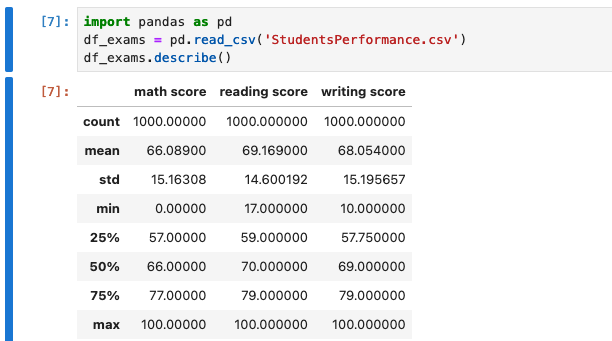 [7]: import pandas as pd
df_exams = pd.read_csv('StudentsPerformance.csv')
df_exams.describe()
[7]: math score reading score writing score
count 1000.00000 1000.000000 1000.000000
mean 66.08900 69.169000 68.054000
std 15.16308 14.600192 15.195657
min 0.00000 17.000000 10.000000
25% 57.00000 59.000000 57.750000
50% 66.00000 70.000000 69.000000
75% 77.00000 79.000000 79.000000
max 100.00000 100.000000 100.000000